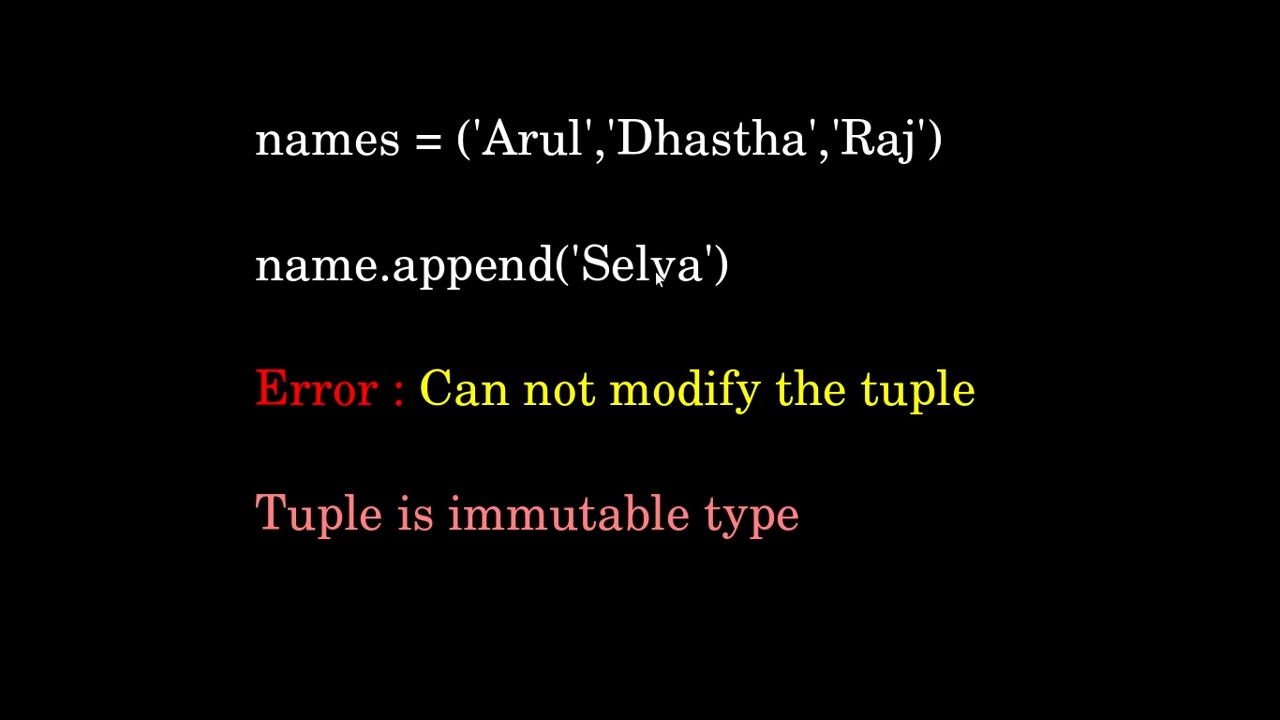 names = ('Arul','Dhastha','Raj')
name.append('Selva')
Error : Can not modify the tuple
Tuple is immutable type